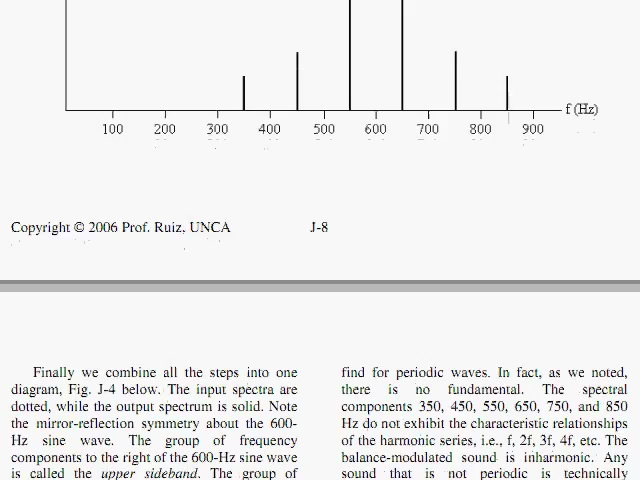 f (Hz)
100 200 300 400 500 600 700 800 900
Copyright © 2006 Prof. Ruiz, UNCA J-8
Finally we combine all the steps into one
diagram, Fig. J-4 below. The input spectra are
dotted, while the output spectrum is solid. Note
the mirror-reflection symmetry about the 600-
Hz sine wave. The group of frequency
components to the right of the 600-Hz sine wave
is called the upper sideband. The group of
find for periodic waves. In fact, as we noted,
there is no fundamental. The spectral
components 350, 450, 550, 650, 750, and 850
Hz do not exhibit the characteristic relationships
of the harmonic series, i.e., f, 2f, 3f, 4f, etc. The
balance-modulated sound is inharmonic. Any
sound that is not periodic is technically